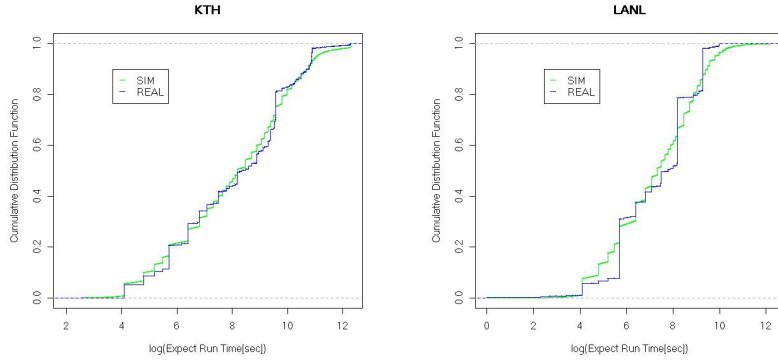 KTH
Cumulative Distribution Function
1.0
0.8
0.6
0.4
0.2
0.0
SIM
REAL
2 4 6 8 10 12
log(Expect Run Time[sec])
LANL
Cumulative Distribution Function
1.0
0.8
0.6
0.4
0.2
0.0
SIM
REAL
0 2 4 6 8 10 12
log(Expect Run Time[sec])